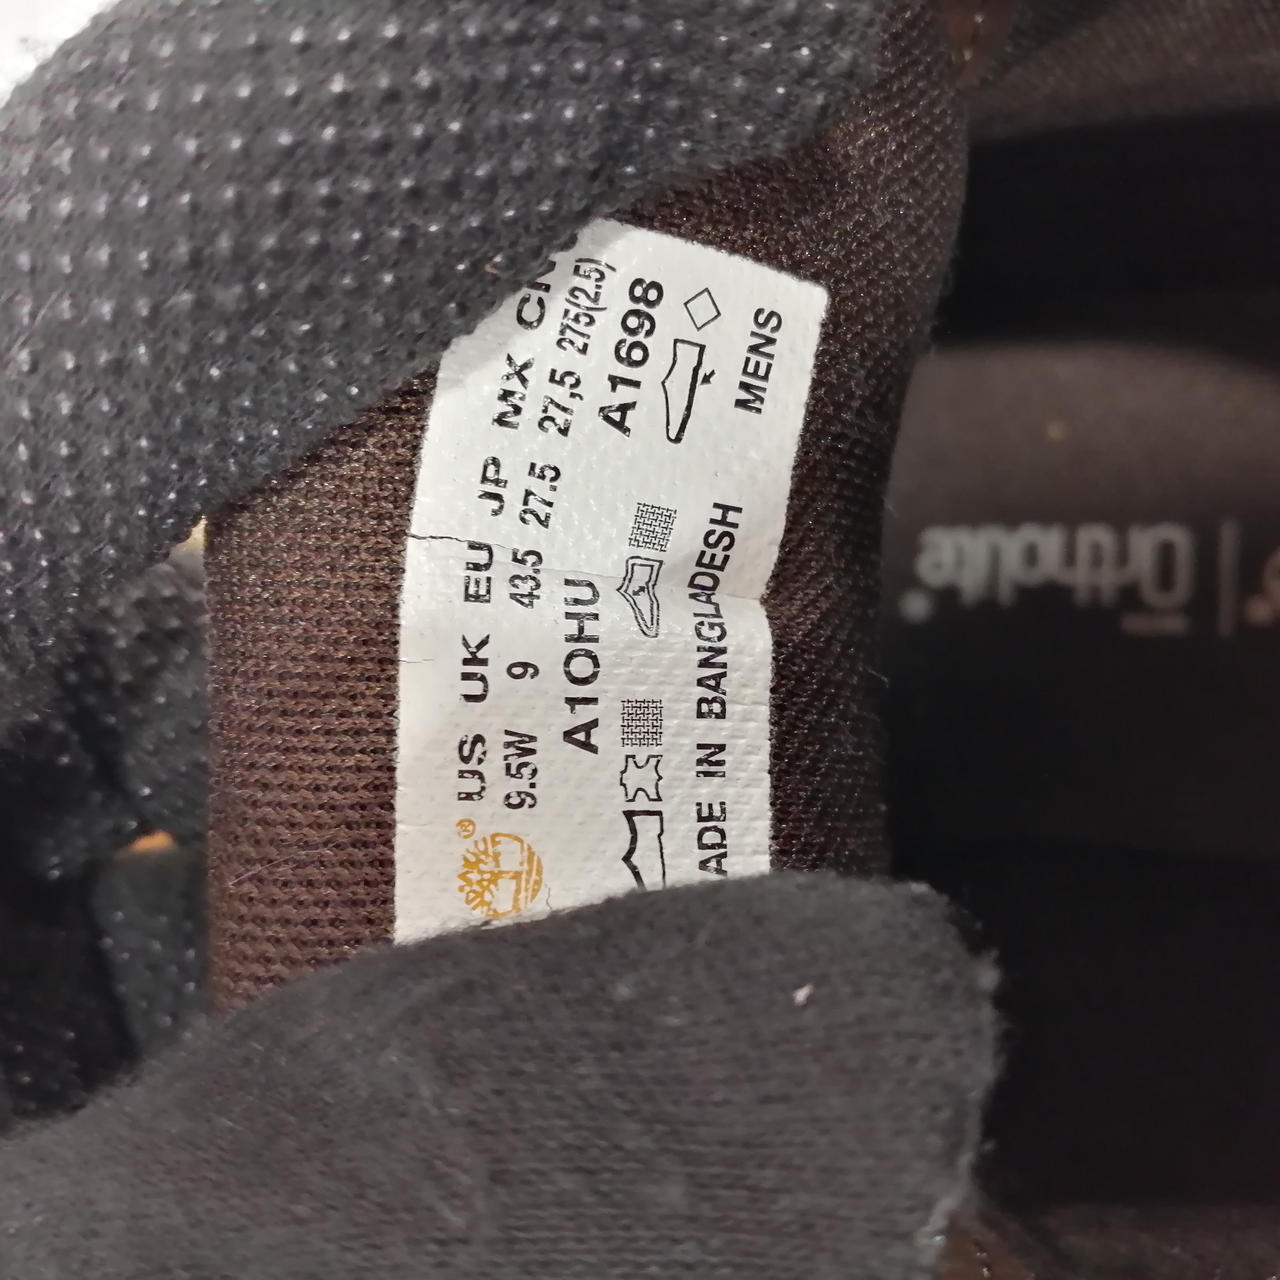 ® US UK EU JP MX CN
9.5W 9 43.5 27.5 27,5 275(2.5)
A1OHU A1698
ADE IN BANGLADESH MENS
Ortholite